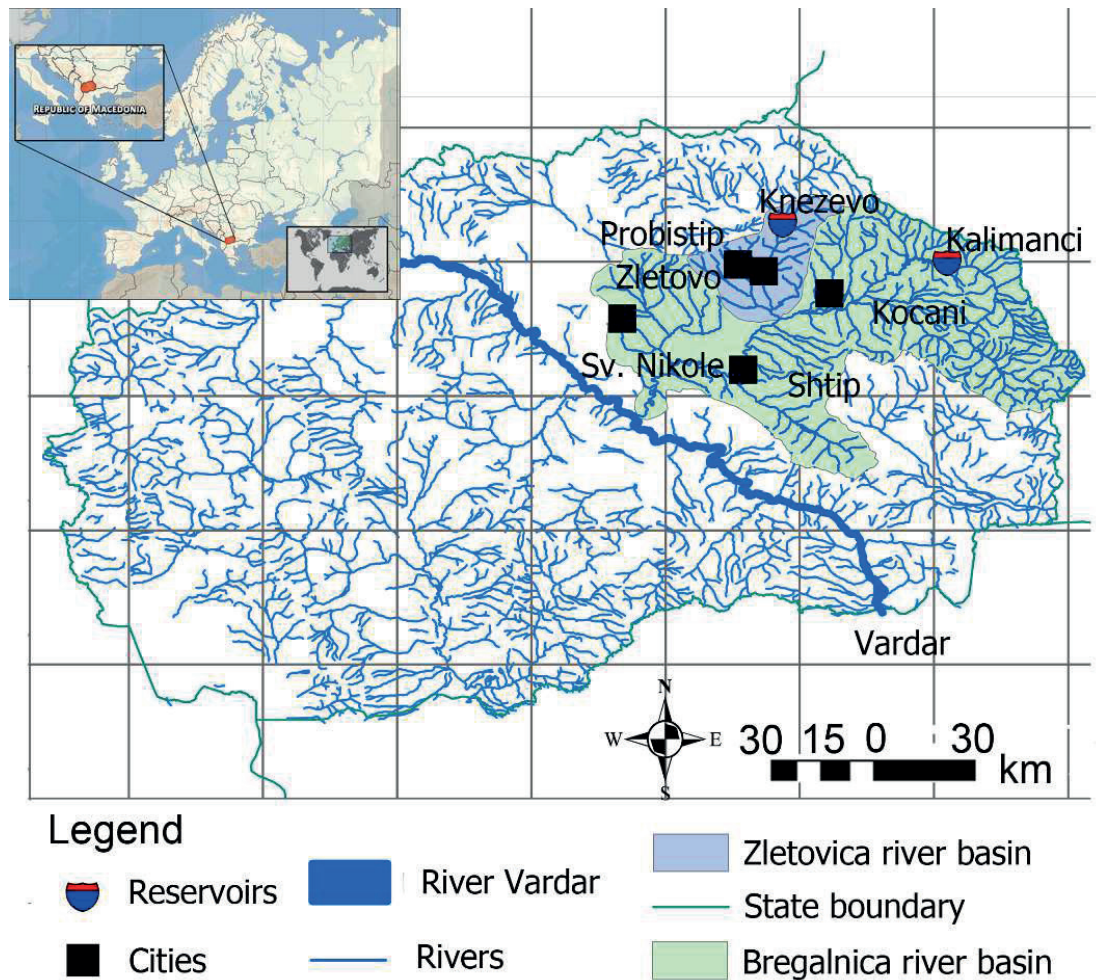 REPUBLIC OF MACEDONIA
Knezevo
Probistip
Kalimanci
Zletovo
Kocani
Sv. Nikole
Shtip
Vardar
N
W E
S
30 15 0 30
km
Legend
Reservoirs
River Vardar
Zletovica river basin
State boundary
Cities
Rivers
Bregalnica river basin